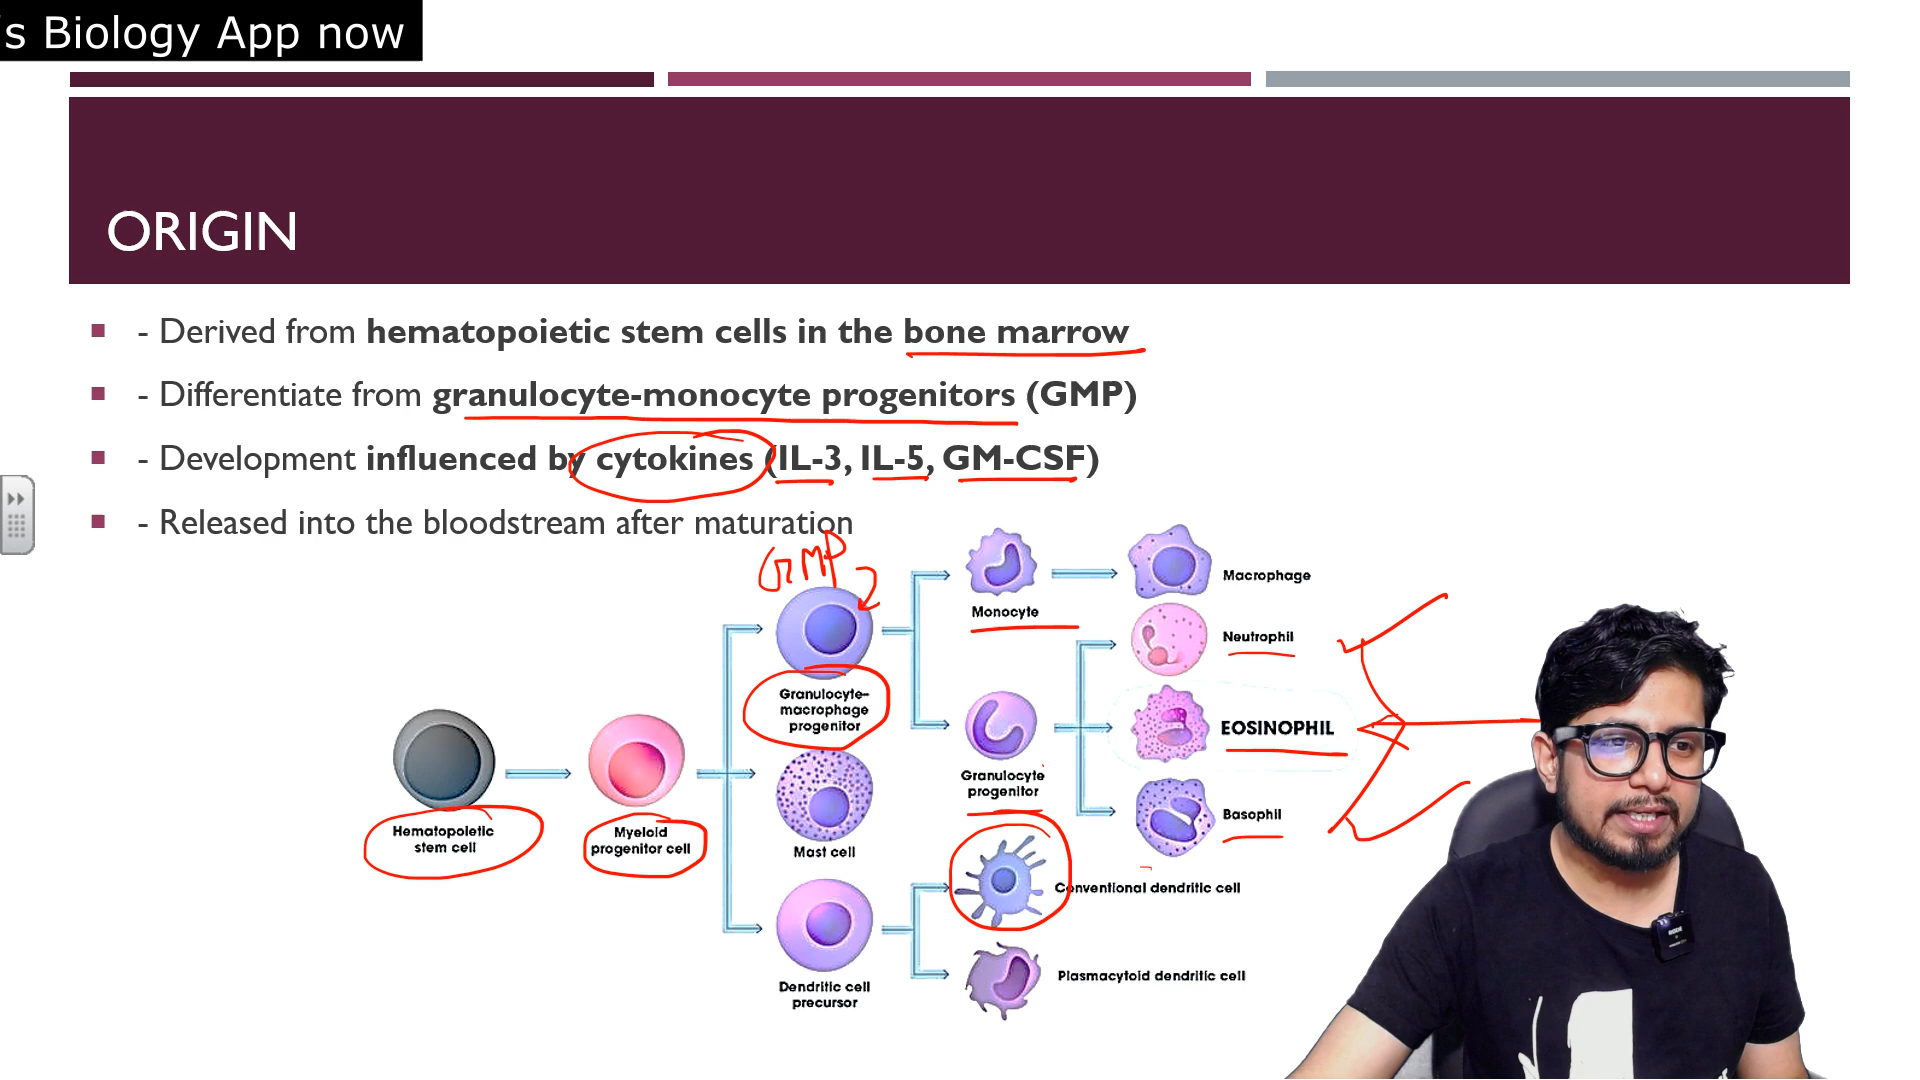 's Biology App now
ORIGIN
- Derived from hematopoietic stem cells in the bone marrow
- Differentiate from granulocyte-monocyte progenitors (GMP)
- Development influenced by cytokines (IL-3, IL-5, GM-CSF)
- Released into the bloodstream after maturation
GMP
Monocyte
Macrophage
Neutrophil
Granulocyte-
macrophage
progenitor
EOSINOPHIL
Granulocyte
progenitor
Basophil
Hematopoietic
stem cell
Myeloid
progenitor cell
Mast cell
Conventional dendritic cell
Dendritic cell
precursor
Plasmacytoid dendritic cell